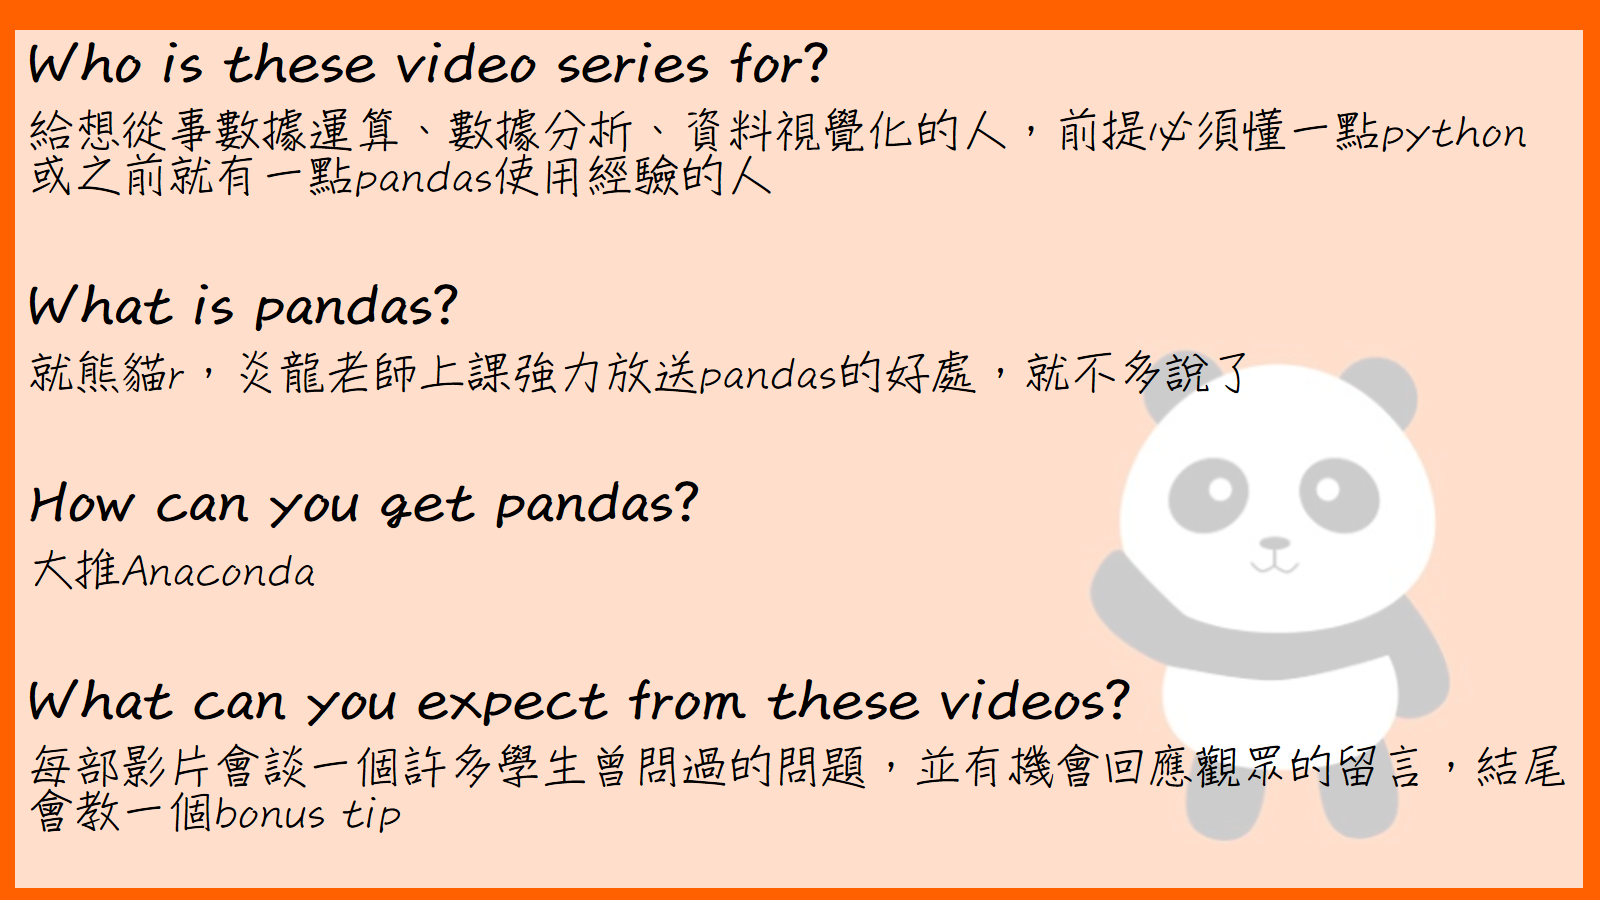 Who is these video series for?
給想從事數據運算、數據分析、資料視覺化的人，前提必須懂一點python
或之前就有一點pandas使用經驗的人
What is pandas?
就熊貓r，炎龍老師上課強力放送pandas的好處，就不多說了
How can you get pandas?
大推Anaconda
What can you expect from these videos?
每部影片會談一個許多學生曾問過的問題，並有機會回應觀眾的留言，結尾
會教一個bonus tip